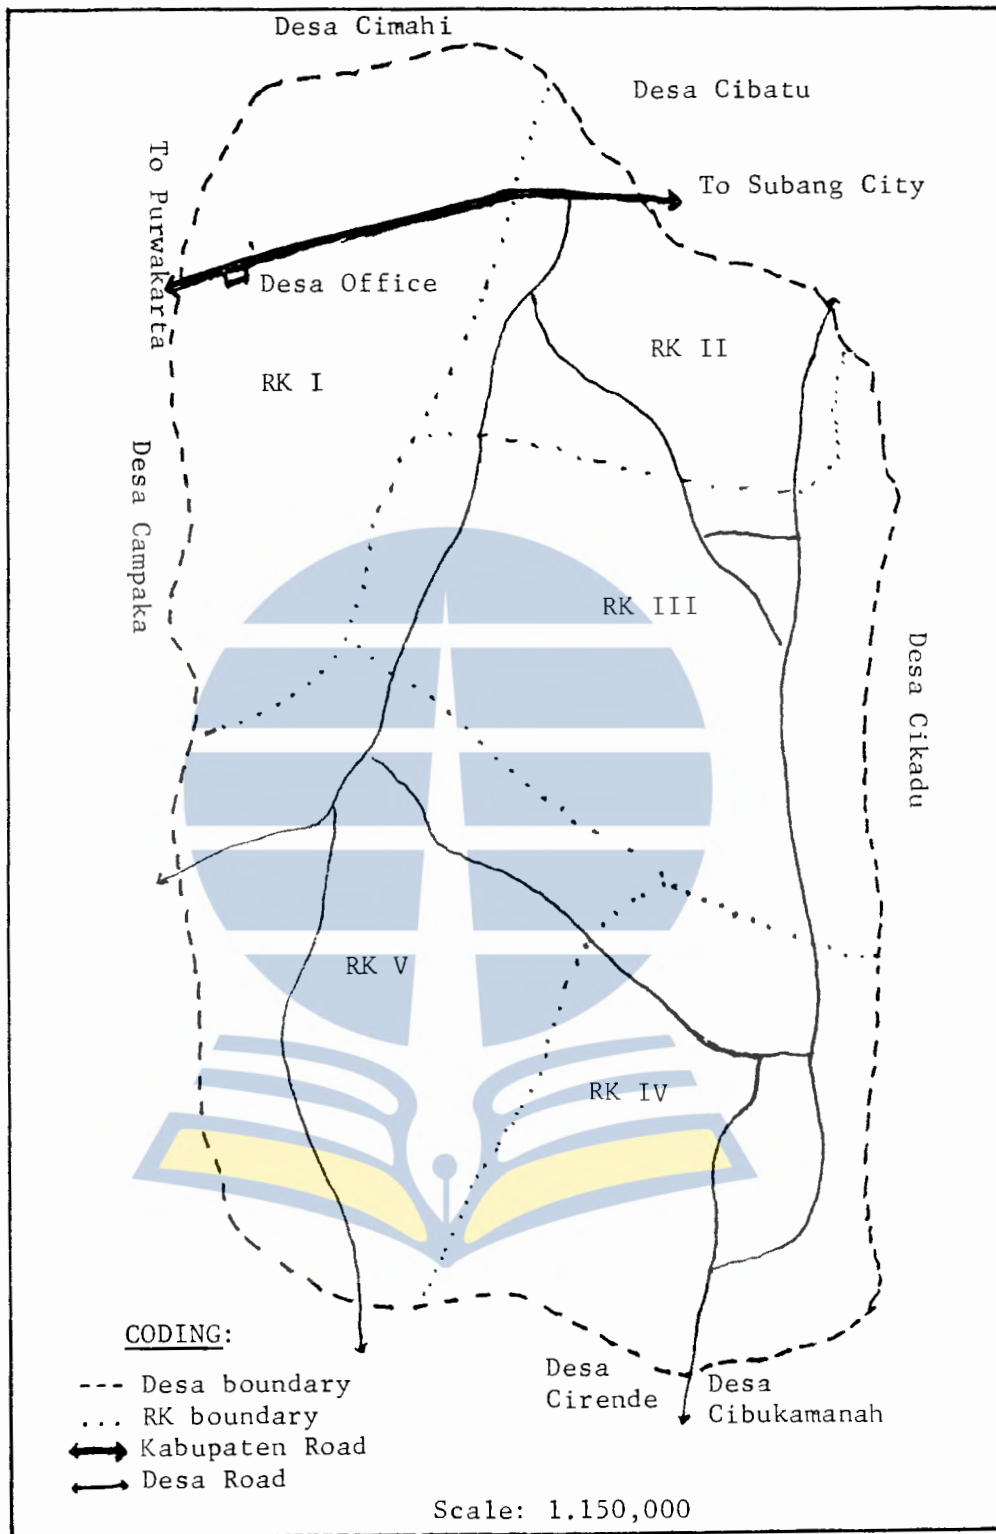 Desa Cimahi
Desa Cibatu
To Purwakarta
To Subang City
Desa Office
RK II
RK I
Desa Campaka
RK III
Desa Cikadu
RK V
RK IV
CODING:
--- Desa boundary
... RK boundary
Kabupaten Road
Desa Road
Desa
Cirende
Desa
Cibukamanah
Scale: 1.150,000